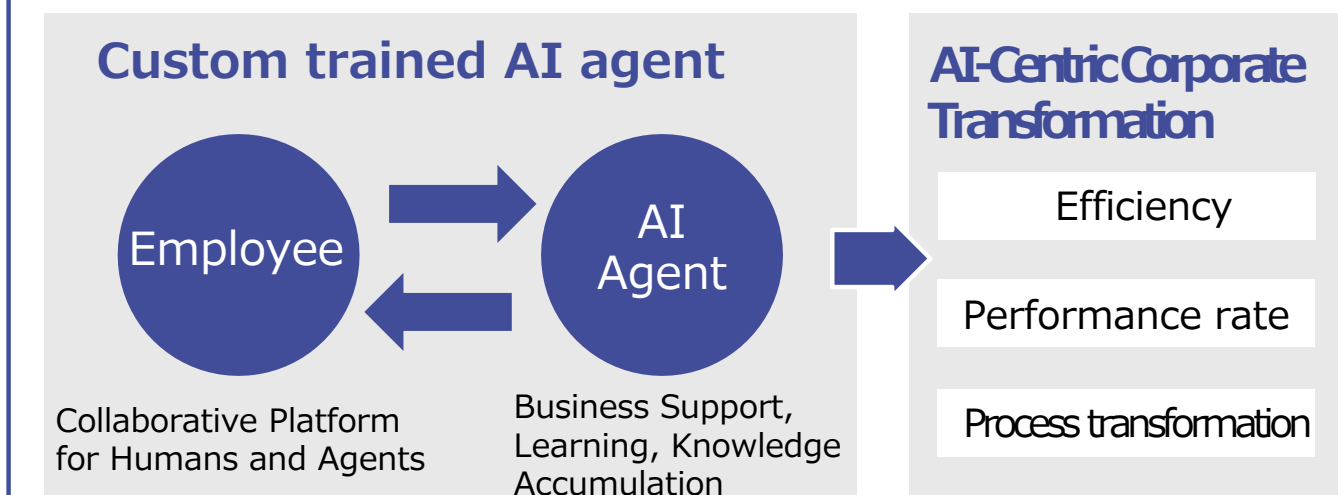 Custom trained AI agent
Employee
AI
Agent
Collaborative Platform
for Humans and Agents
Business Support,
Learning, Knowledge
Accumulation
AI-Centric Corporate
Transformation
Efficiency
Performance rate
Process transformation